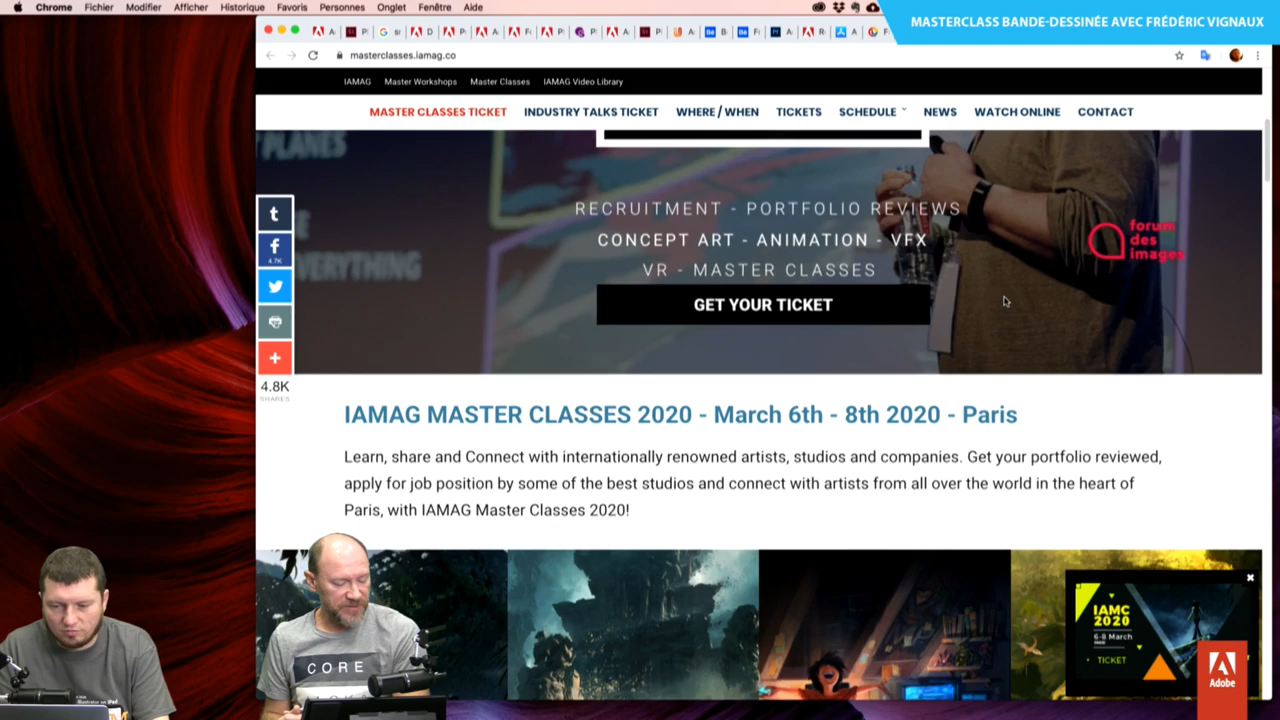 Chrome Fichier Modifier Afficher Historique Favoris Personnes Onglet Fenêtre Aide
MASTERCLASS BANDE-DESSINÉE AVEC FRÉDÉRIC VIGNAUX
masterclasses.iamag.co
IAMAG Master Workshops Master Classes IAMAG Video Library
MASTER CLASSES TICKET INDUSTRY TALKS TICKET WHERE / WHEN TICKETS SCHEDULE NEWS WATCH ONLINE CONTACT
PLANES
VERYTHING
RECRUITMENT - PORTFOLIO REVIEWS
CONCEPT ART - ANIMATION - VFX
VR - MASTER CLASSES
GET YOUR TICKET
forum
des
images
4.7K
4.8K
SHARES
IAMAG MASTER CLASSES 2020 - March 6th - 8th 2020 - Paris
Learn, share and Connect with internationally renowned artists, studios and companies. Get your portfolio reviewed,
apply for job position by some of the best studios and connect with artists from all over the world in the heart of
Paris, with IAMAG Master Classes 2020!
IAMC
2020
6-8 March
TICKET
CORE
Adobe